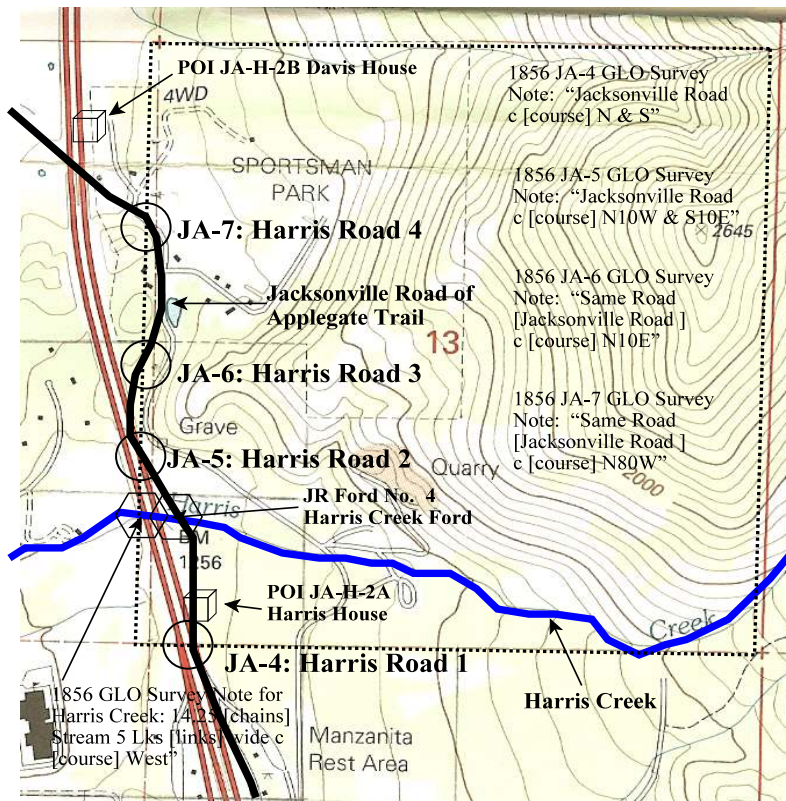 POI JA-H-2B Davis House
4WD
SPORTSMAN
PARK
JA-7: Harris Road 4
Jacksonville Road of
Applegate Trail
JA-6: Harris Road 3
13
Grave
JA-5: Harris Road 2
Quarry
Harris
JR Ford No. 4
Harris Creek Ford
BM
1256
POI JA-H-2A
Harris House
JA-4: Harris Road 1
Creek
Harris Creek
1856 GLO Survey Note for
Harris Creek: 14.25 [chains]
Stream 5 Lks [links] wide c
[course] West”
Manzanita
Rest Area
1856 JA-4 GLO Survey
Note: “Jacksonville Road
c [course] N & S”
1856 JA-5 GLO Survey
Note: “Jacksonville Road
c [course] N10W & S10E”
2645
1856 JA-6 GLO Survey
Note: “Same Road
[Jacksonville Road ]
c [course] N10E”
1856 JA-7 GLO Survey
Note: “Same Road
[Jacksonville Road ]
c [course] N80W”
2000